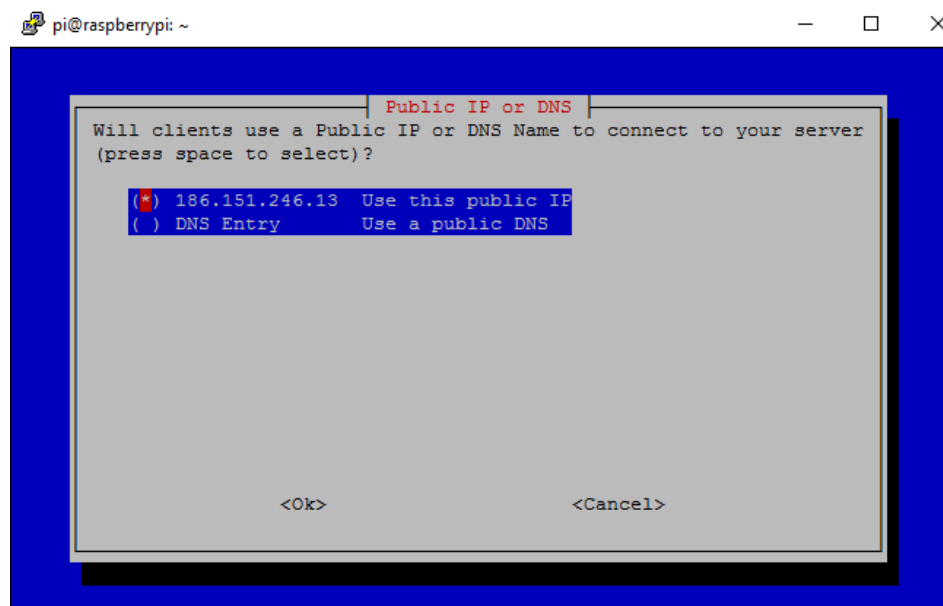 pi@raspberrypi: ~
Public IP or DNS
Will clients use a Public IP or DNS Name to connect to your server
(press space to select)?
(*) 186.151.246.13  Use this public IP
( ) DNS Entry       Use a public DNS
<Ok>                     <Cancel>